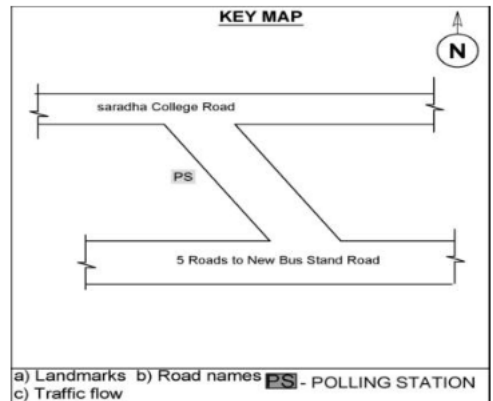 KEY MAP
N
saradha College Road
PS
5 Roads to New Bus Stand Road
a) Landmarks b) Road names PS - POLLING STATION
c) Traffic flow